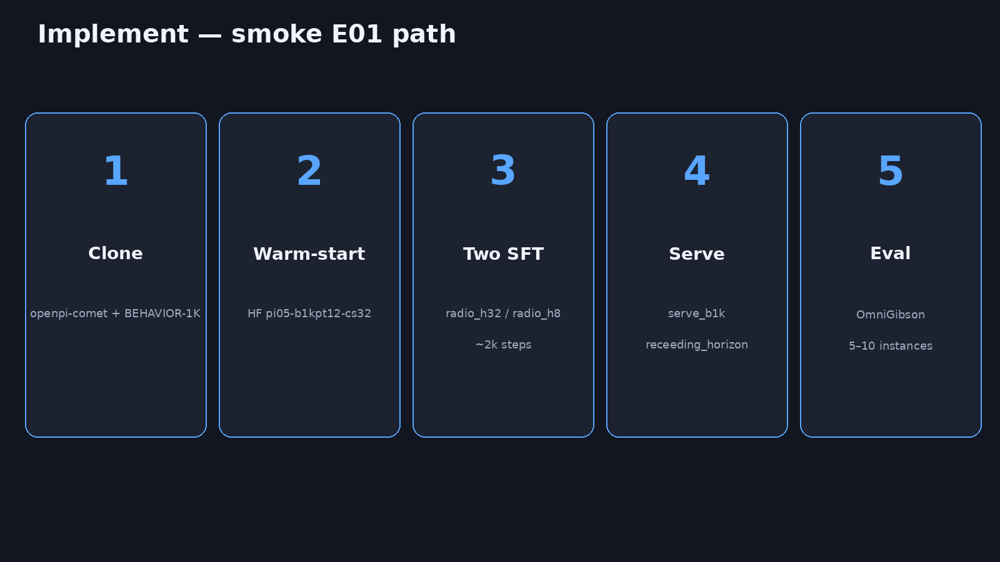 Implement — smoke E01 path
1
Clone
openpi-comet + BEHAVIOR-1K
2
Warm-start
HF pi05-b1kpt12-cs32
3
Two SFT
radio_h32 / radio_h8
~2k steps
4
Serve
serve_b1k
receeding_horizon
5
Eval
OmniGibson
5–10 instances